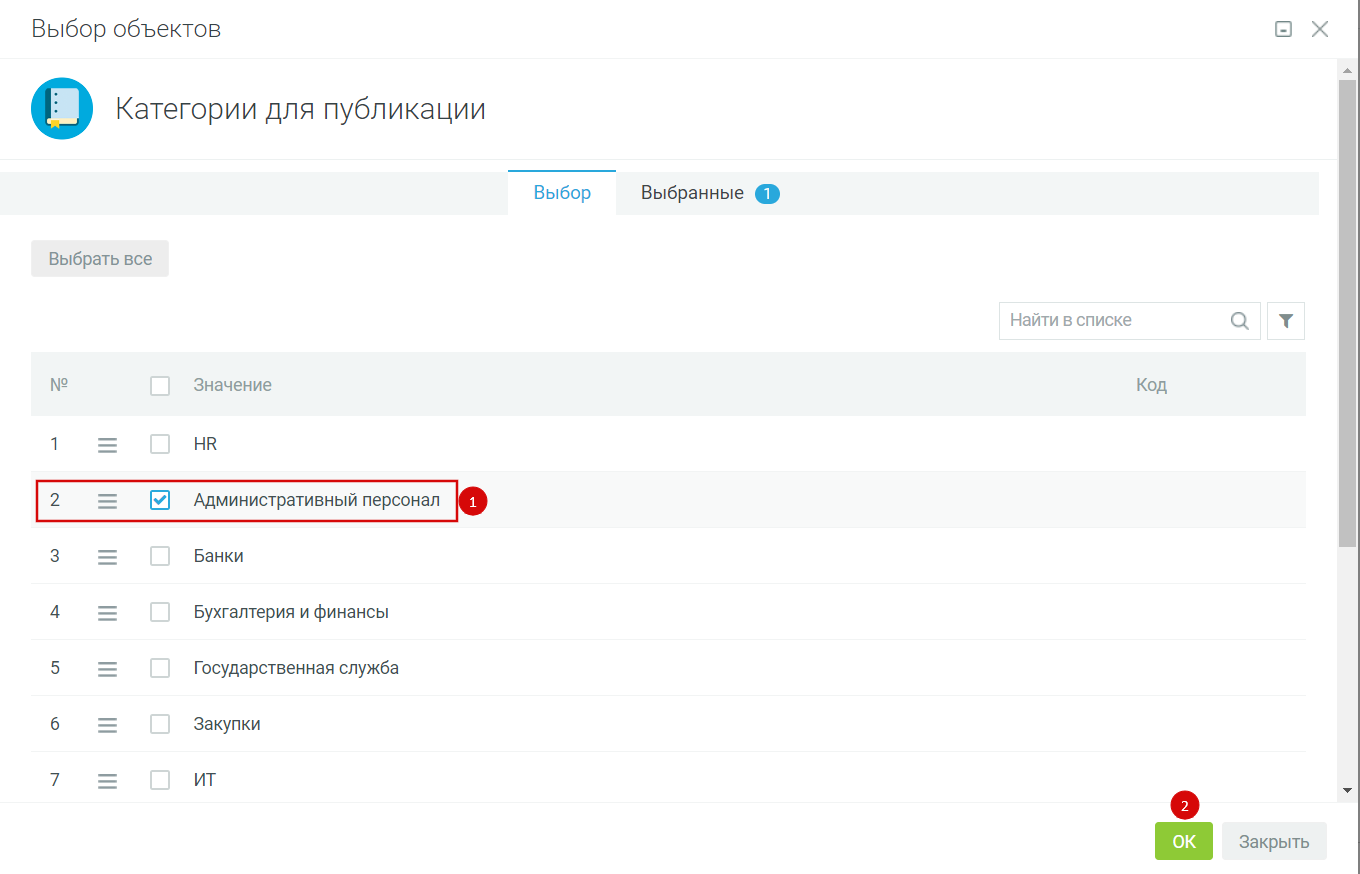 Выбор объектов
Категории для публикации
Выбор Выбранные 1
Выбрать все
Найти в списке
№ Значение Код
1 HR
2 Административный персонал 1
3 Банки
4 Бухгалтерия и финансы
5 Государственная служба
6 Закупки
7 ИТ
2
ОК Закрыть